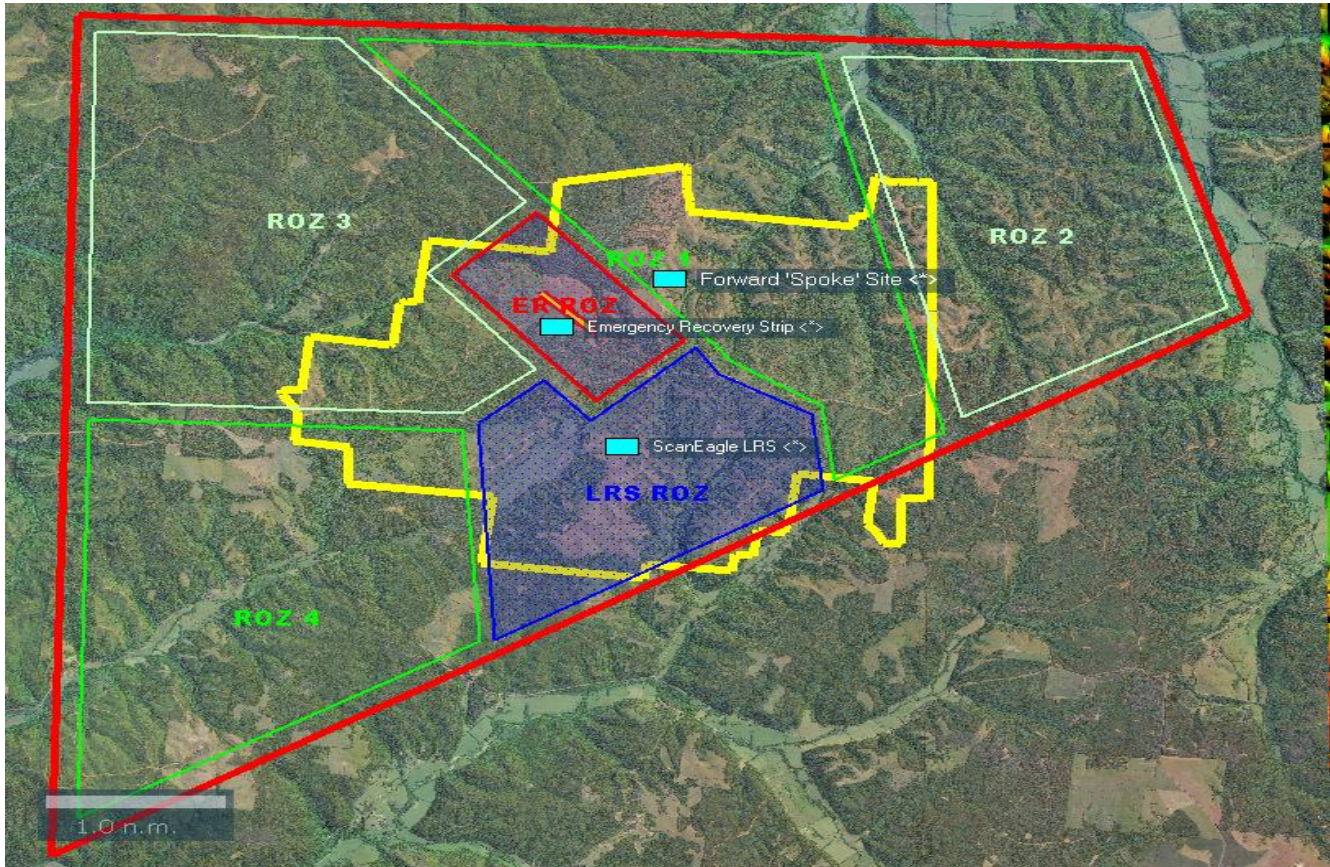 ROZ 3
ROZ 2
ROZ 1
Forward 'Spoke' Site <*>
ER ROZ
Emergency Recovery Strip <*>
ScanEagle LRS <*>
LRS ROZ
ROZ 4
1.0 n.m.